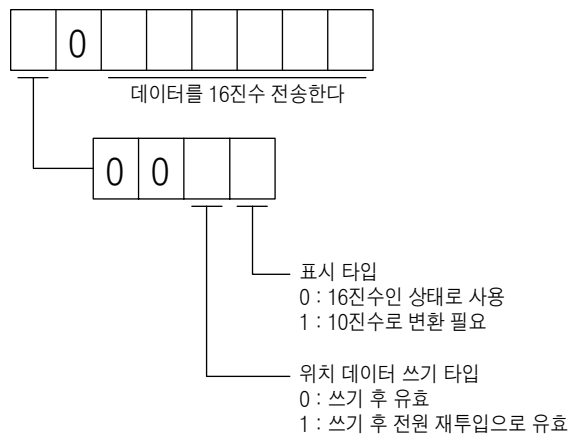 0
데이터를 16진수 전송한다
0 0
표시 타입
0 : 16진수인 상태로 사용
1 : 10진수로 변환 필요
위치 데이터 쓰기 타입
0 : 쓰기 후 유효
1 : 쓰기 후 전원 재투입으로 유효